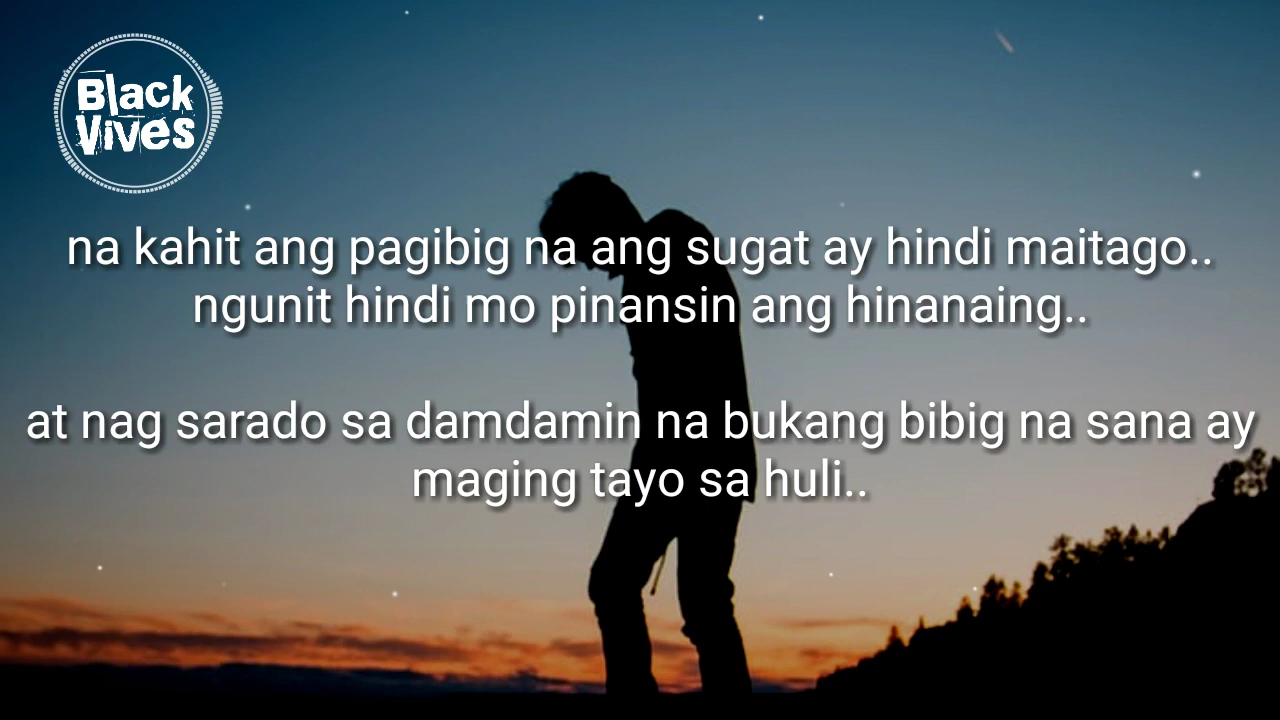 Black
Vives
na kahit ang pagibig na ang sugat ay hindi maitago..
ngunit hindi mo pinansin ang hinanaing..
at nag sarado sa damdamin na bukang bibig na sana ay
maging tayo sa huli..